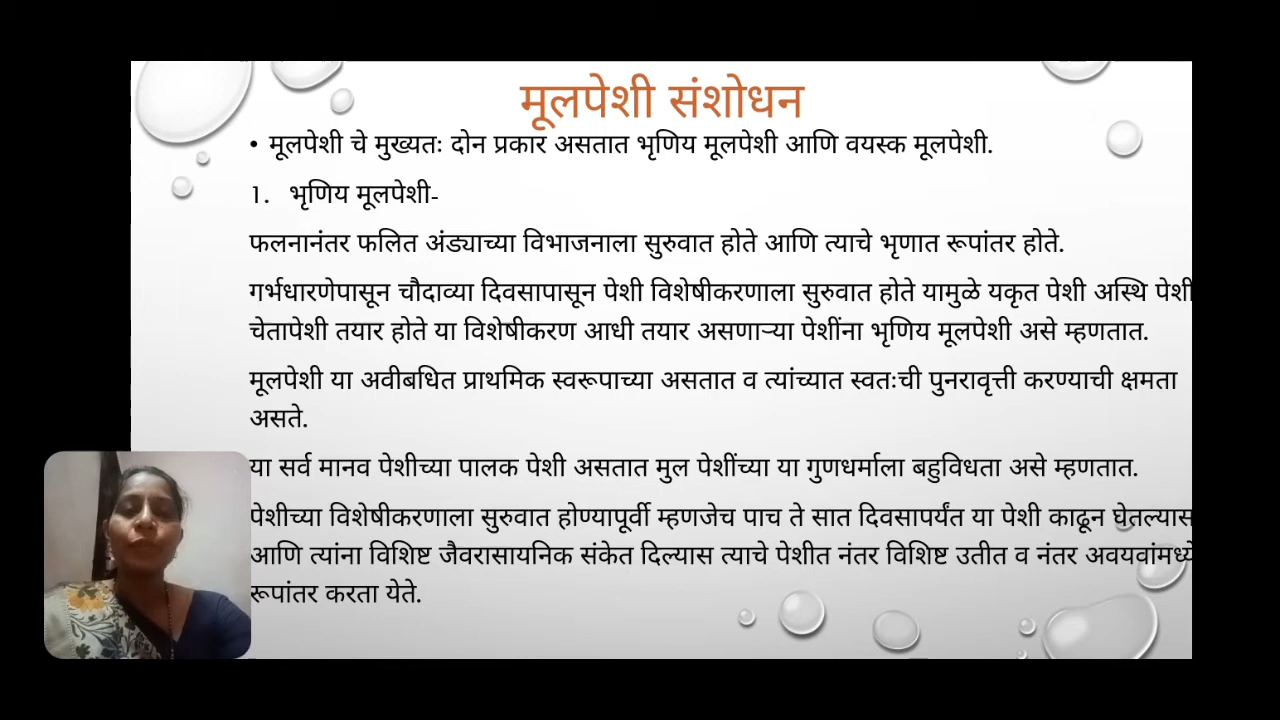 मूलपेशी संशोधन
• मूलपेशी चे मुख्यतः दोन प्रकार असतात भृणिय मूलपेशी आणि वयस्क मूलपेशी.
1. भृणिय मूलपेशी-
फलनानंतर फलित अंड्याच्या विभाजनाला सुरुवात होते आणि त्याचे भृणात रूपांतर होते.
गर्भधारणेपासून चौदाव्या दिवसापासून पेशी विशेषीकरणाला सुरुवात होते यामुळे यकृत पेशी अस्थि पेशी
चेतापेशी तयार होते या विशेषीकरण आधी तयार असणाऱ्या पेशींना भृणिय मूलपेशी असे म्हणतात.
मूलपेशी या अवीबधित प्राथमिक स्वरूपाच्या असतात व त्यांच्यात स्वतःची पुनरावृत्ती करण्याची क्षमता
असते.
या सर्व मानव पेशीच्या पालक पेशी असतात मुल पेशींच्या या गुणधर्माला बहुविधता असे म्हणतात.
पेशीच्या विशेषीकरणाला सुरुवात होण्यापूर्वी म्हणजेच पाच ते सात दिवसापर्यंत या पेशी काढून घेतल्यास
आणि त्यांना विशिष्ट जैवरासायनिक संकेत दिल्यास त्याचे पेशीत नंतर विशिष्ट उतीत व नंतर अवयवांमध्ये
रूपांतर करता येते.